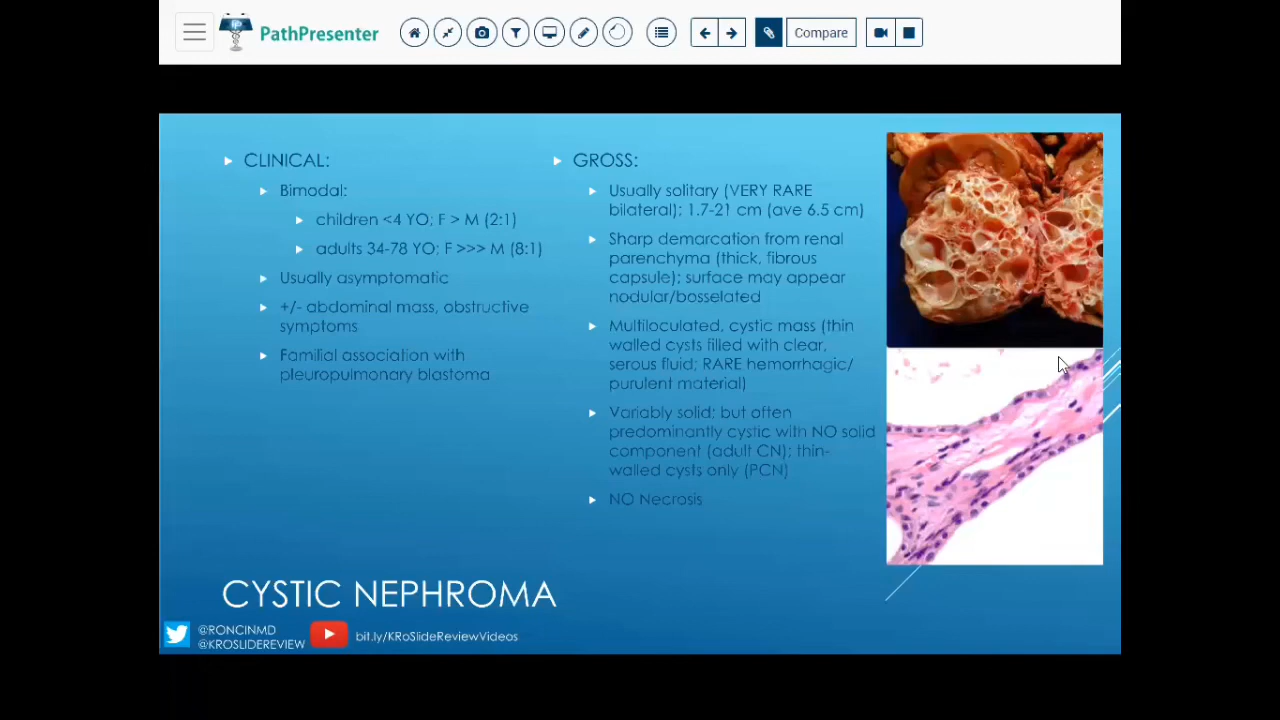 PathPresenter
Compare
CLINICAL:
Bimodal:
children <4 YO; F > M (2:1)
adults 34-78 YO; F >>> M (8:1)
Usually asymptomatic
+/- abdominal mass, obstructive
symptoms
Familial association with
pleuropulmonary blastoma
GROSS:
Usually solitary (VERY RARE
bilateral); 1.7-21 cm (ave 6.5 cm)
Sharp demarcation from renal
parenchyma (thick, fibrous
capsule); surface may appear
nodular/bosselated
Multiloculated, cystic mass (thin
walled cysts filled with clear,
serous fluid; RARE hemorrhagic/
purulent material)
Variably solid; but often
predominantly cystic with NO solid
component (adult CN); thin-
walled cysts only (PCN)
NO Necrosis
CYSTIC NEPHROMA
@RONCINMD
@KROSLIDEREVIEW
bit.ly/KRoSlideReviewVideos